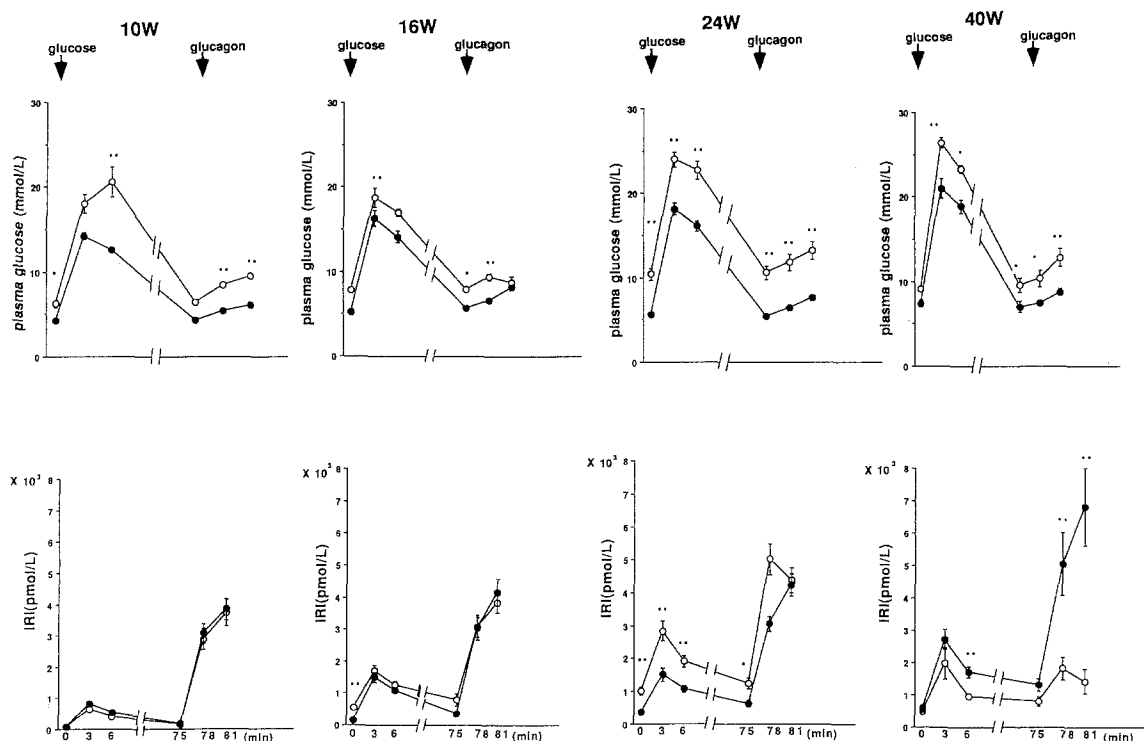 10W
16W
24W
40W
glucose
glucagon
glucose
glucagon
glucose
glucagon
glucose
glucagon
plasma glucose (mmol/L)
30
20
10
0
plasma glucose (mmol/L)
30
20
10
0
plasma glucose (mmol/L)
30
20
10
0
plasma glucose (mmol/L)
30
20
10
0
X 10³
IRI(pmol/L)
8
7
6
5
4
3
2
1
0
0 3 6 75 78 81 (min)
X 10³
IRI(pmol/L)
8
7
6
5
4
3
2
1
0
0 3 6 75 78 81 (min)
X 10³
IRI(pmol/L)
8
7
6
5
4
3
2
1
0
0 3 6 75 78 81 (min)
X 10³
IRI(pmol/L)
8
7
6
5
4
3
2
1
0
0 3 6 75 78 81 (min)